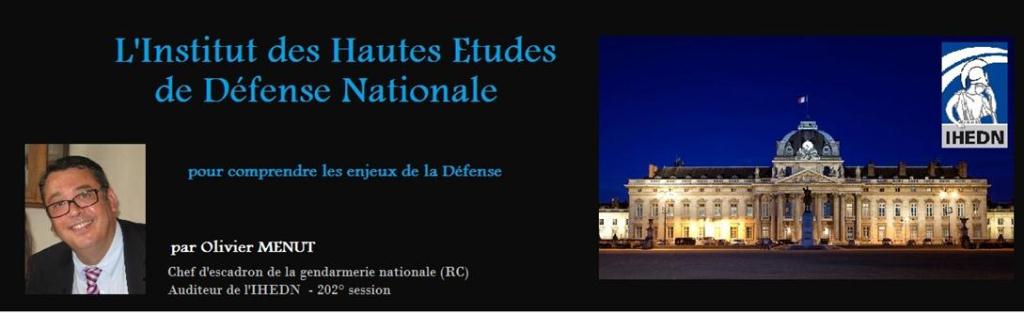 L'Institut des Hautes Etudes
de Défense Nationale
pour comprendre les enjeux de la Défense
par Olivier MENUT
Chef d'escadron de la gendarmerie nationale (RC)
Auditeur de l'IHEDN - 202° session
IHEDN